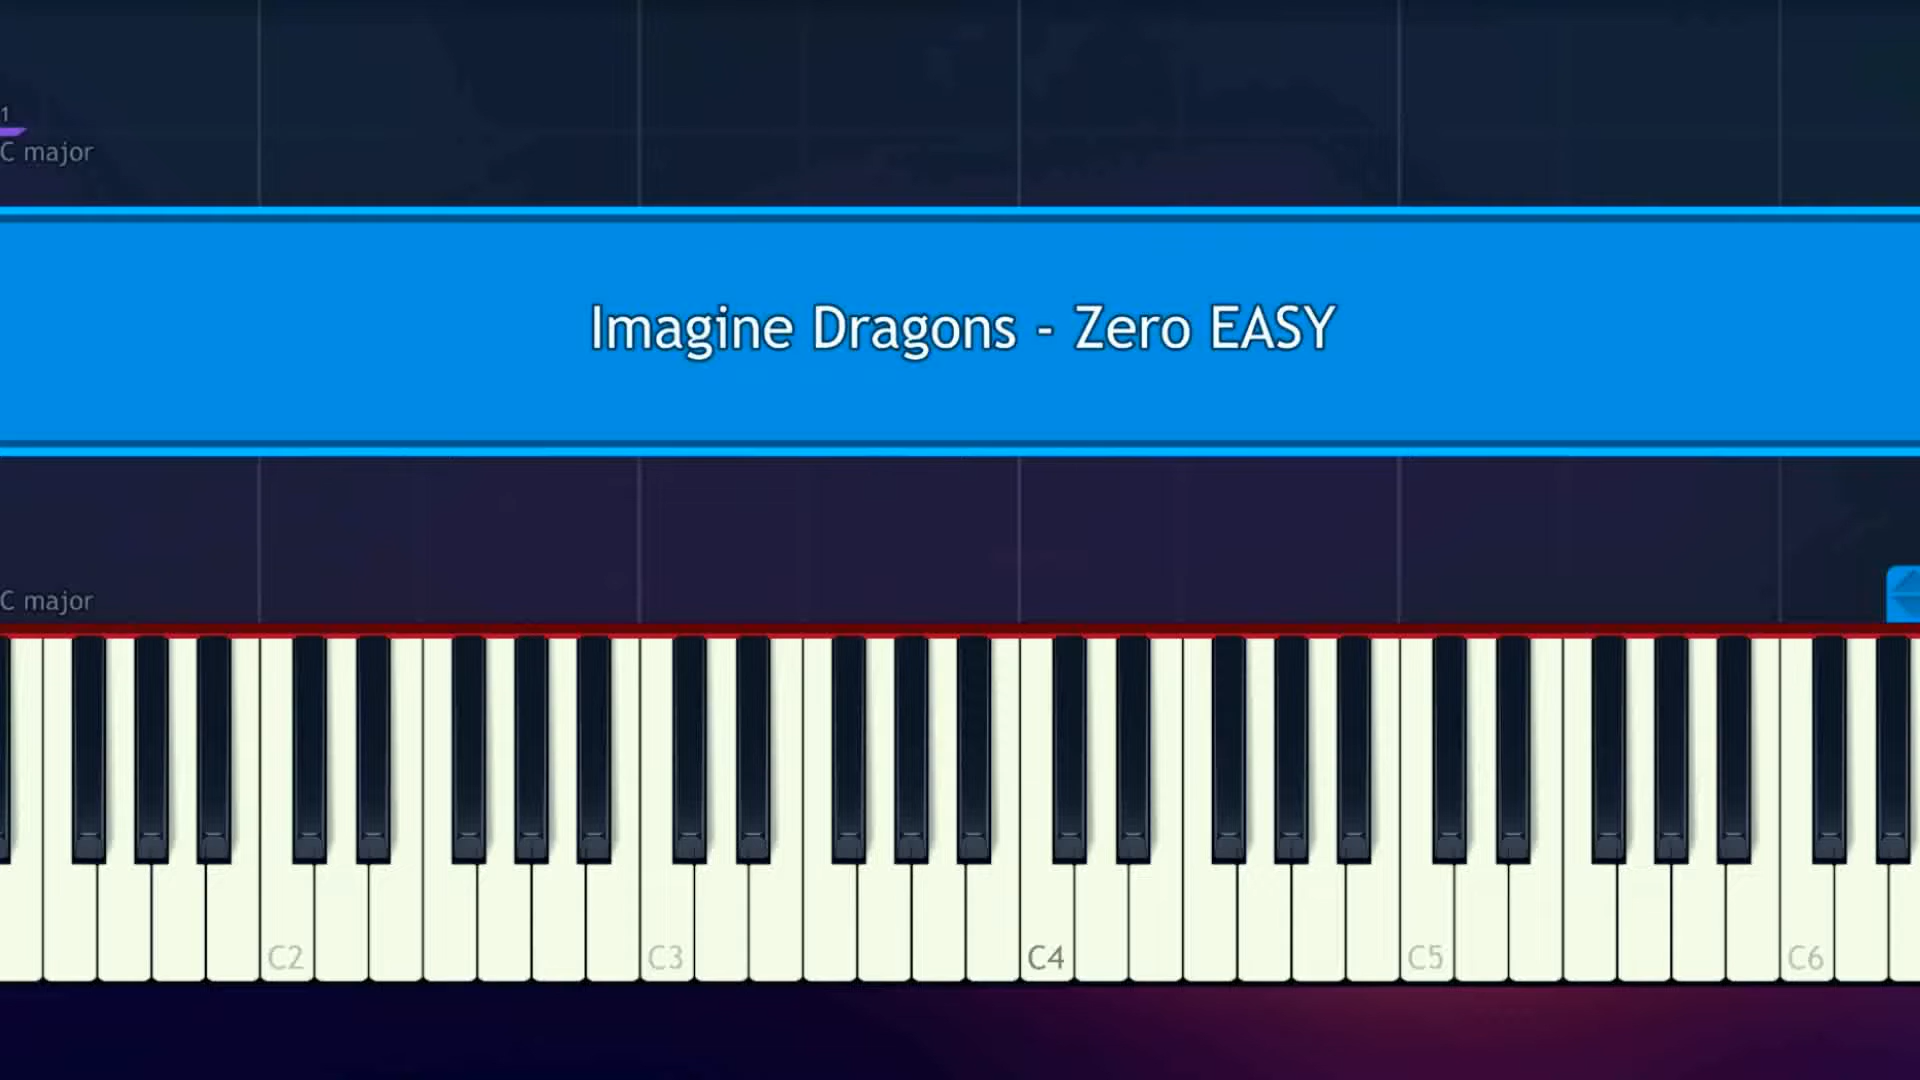 1
C major
Imagine Dragons - Zero EASY
C major
C2 C3 C4 C5 C6